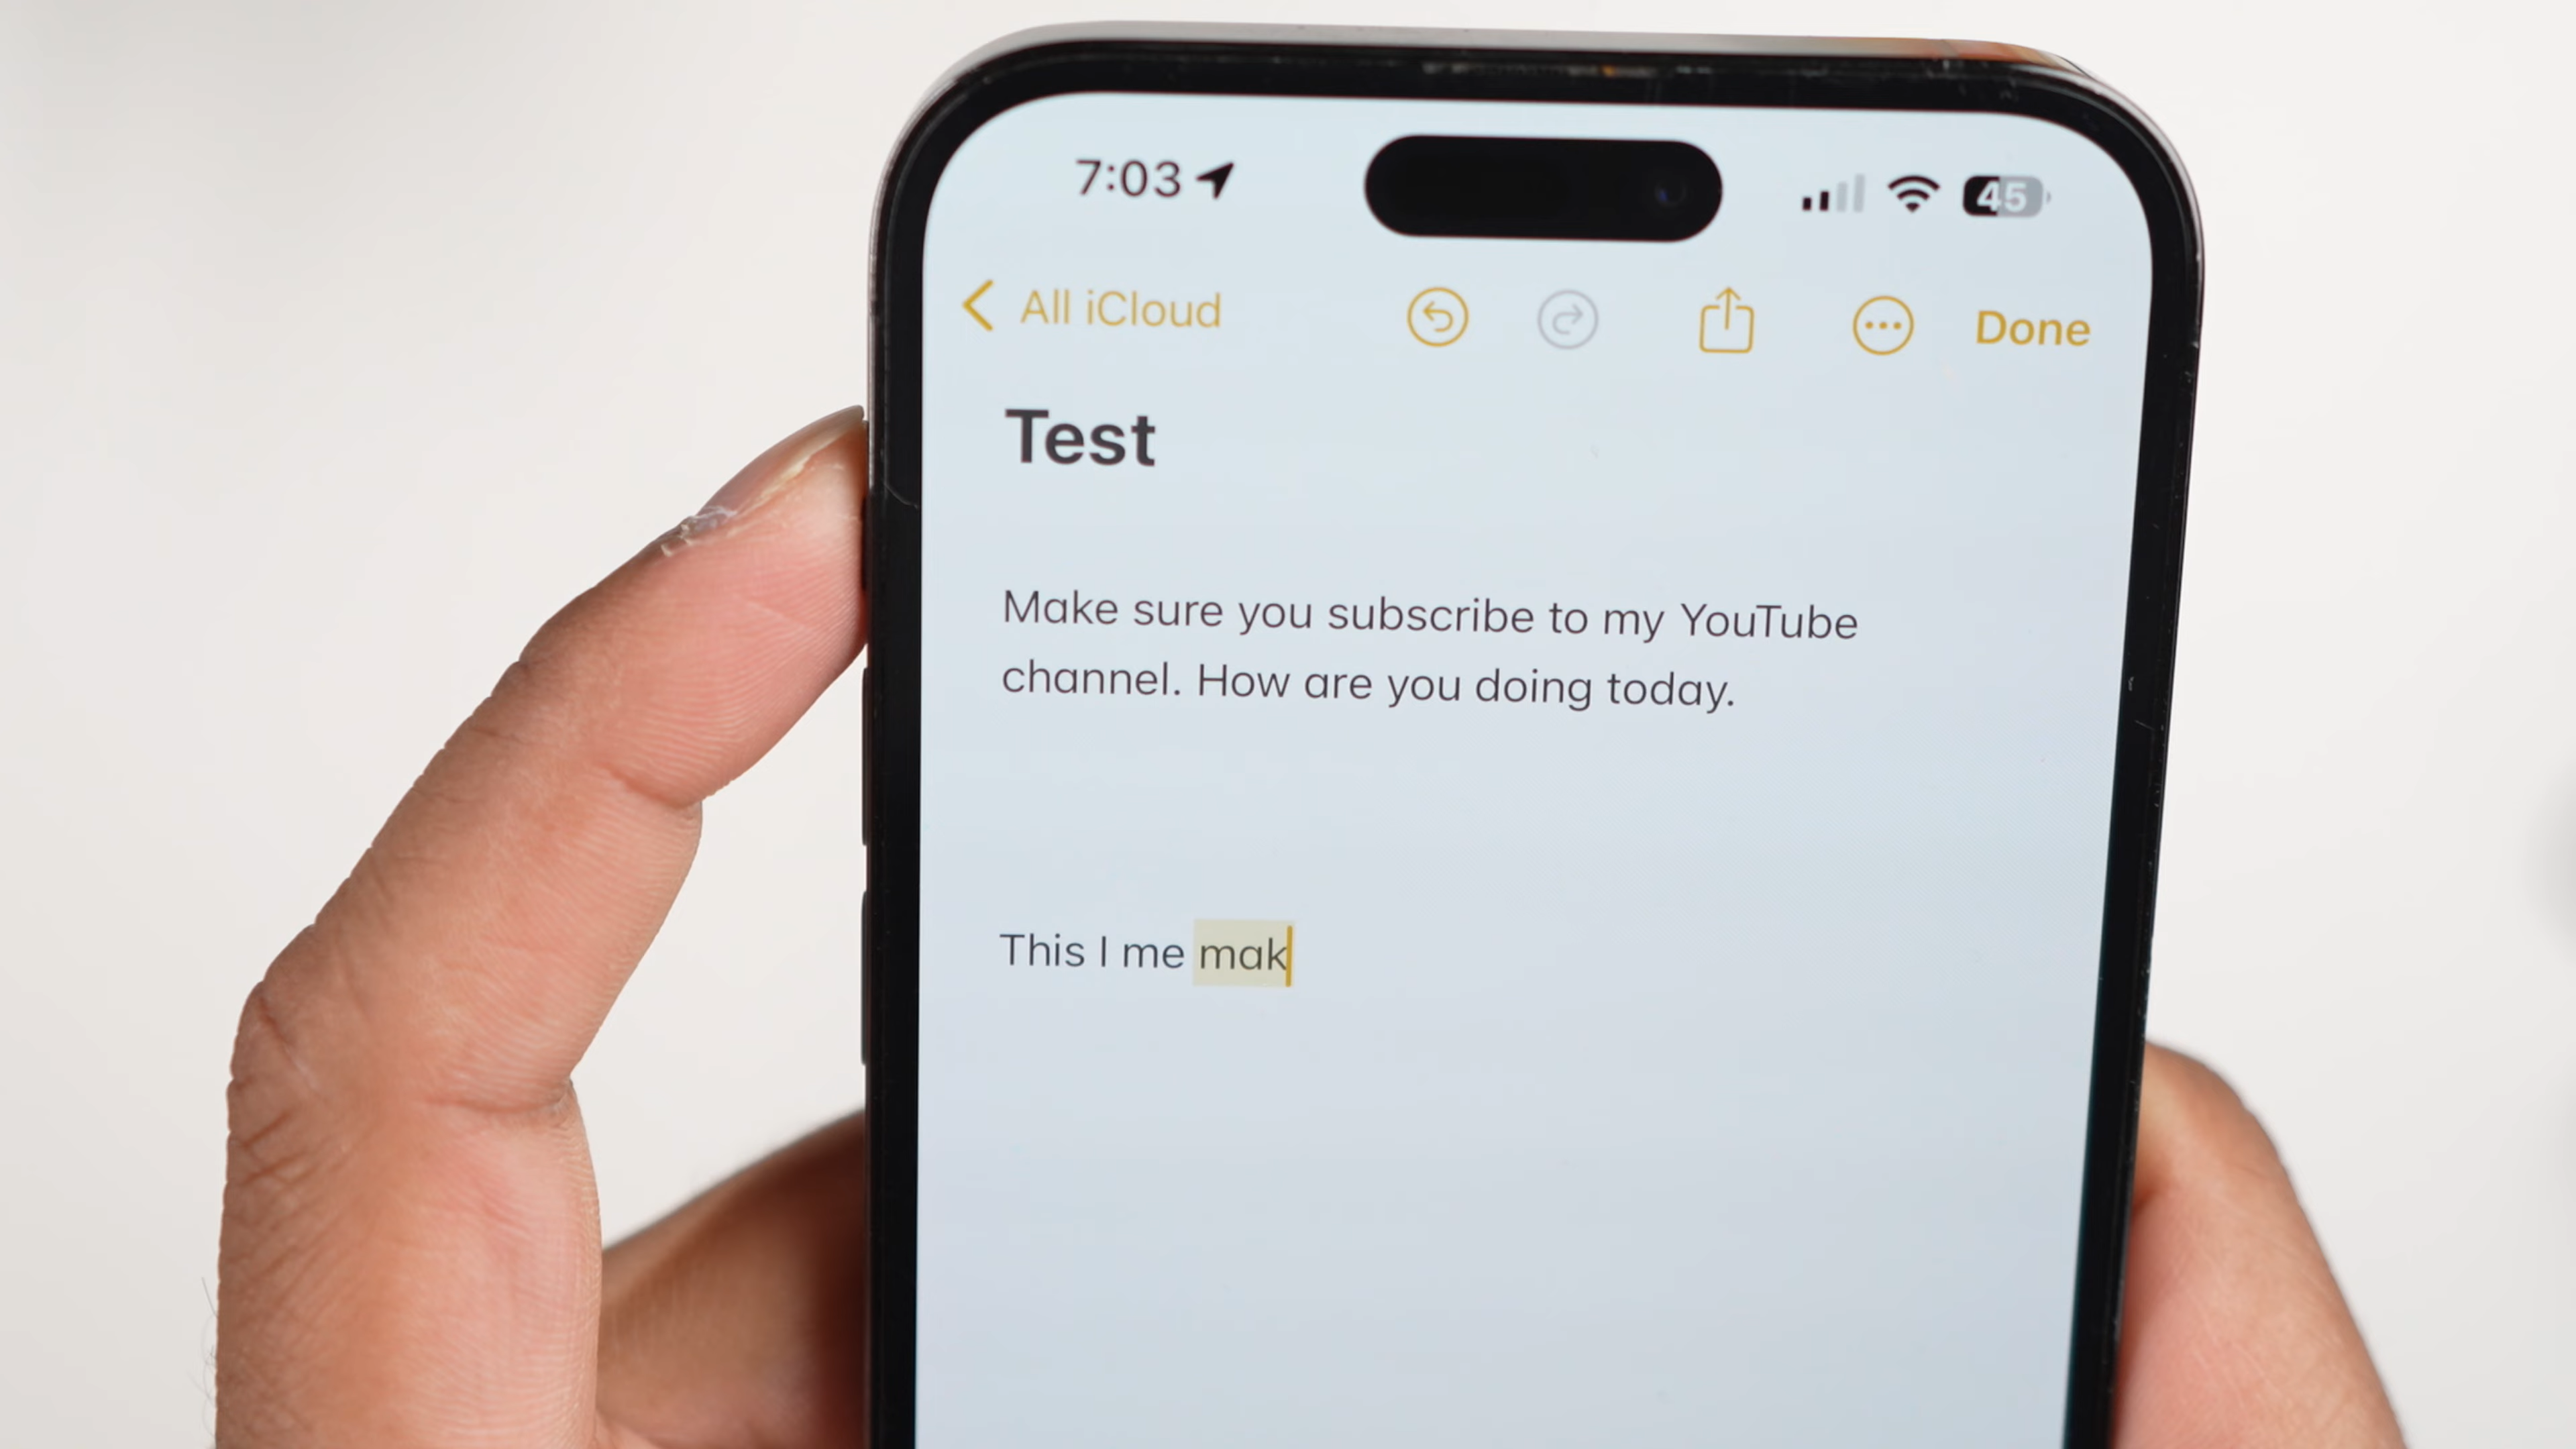 7:03
45
All iCloud
Done
Test
Make sure you subscribe to my YouTube
channel. How are you doing today.
This I me mak